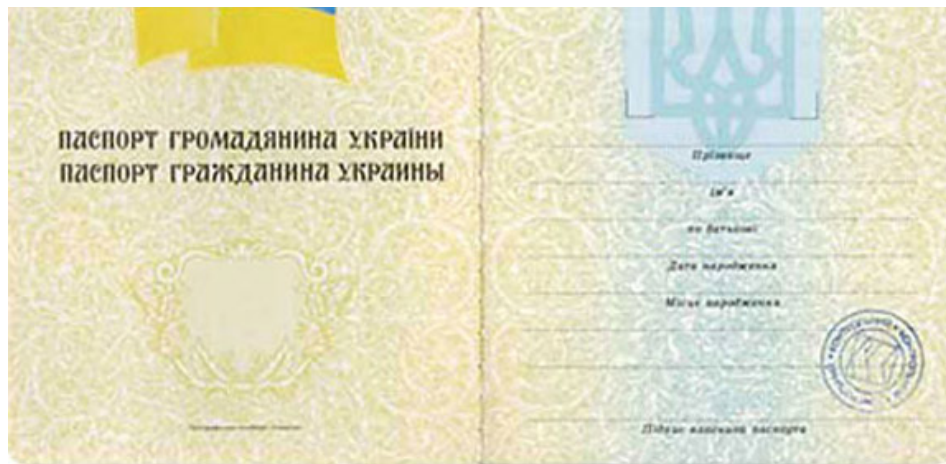 ПАСПОРТ ГРОМАДЯНИНА УКРАЇНИ
ПАСПОРТ ГРАЖДАНИНА УКРАИНЫ
Прізвище
ім'я
по батькові
Дата народження
Місце народження
Підпис власника паспорта